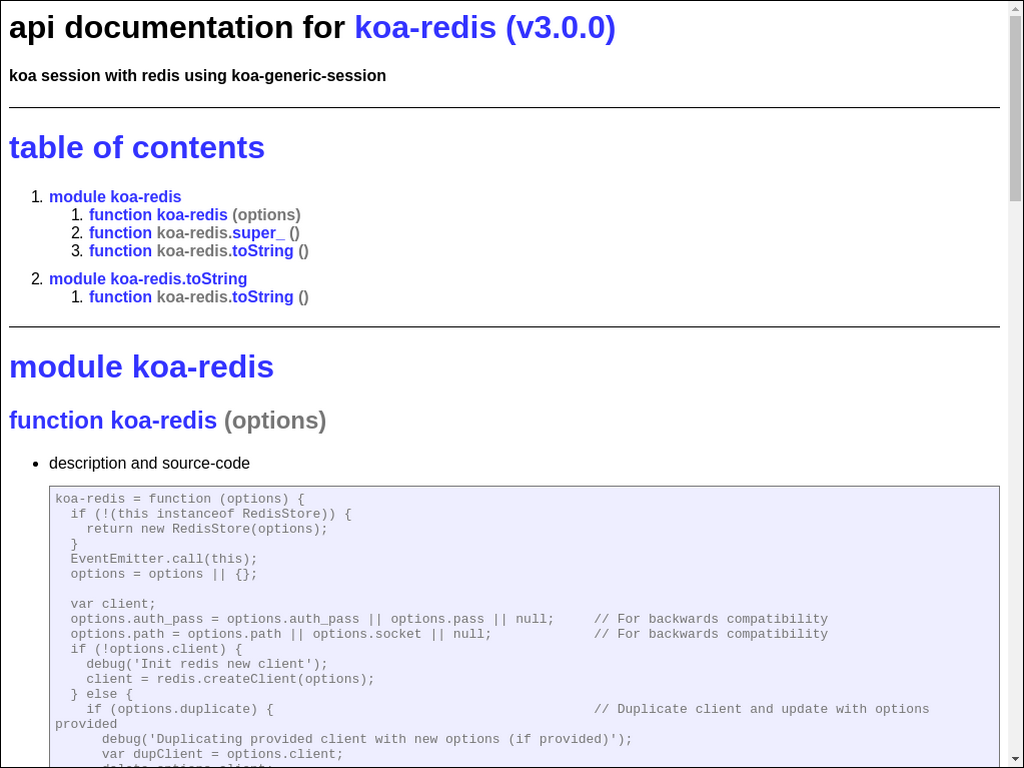 api documentation for koa-redis (v3.0.0)
koa session with redis using koa-generic-session
table of contents
1. module koa-redis
1. function koa-redis (options)
2. function koa-redis.super_ ()
3. function koa-redis.toString ()
2. module koa-redis.toString
1. function koa-redis.toString ()
module koa-redis
function koa-redis (options)
• description and source-code
koa-redis = function (options) {
  if (!(this instanceof RedisStore)) {
    return new RedisStore(options);
  }
  EventEmitter.call(this);
  options = options || {};

  var client;
  options.auth_pass = options.auth_pass || options.pass || null;     // For backwards compatibility
  options.path = options.path || options.socket || null;             // For backwards compatibility
  if (!options.client) {
    debug('Init redis new client');
    client = redis.createClient(options);
  } else {
    if (options.duplicate) {                                         // Duplicate client and update with options
provided
      debug('Duplicating provided client with new options (if provided)');
      var dupClient = options.client;
      delete options.client;